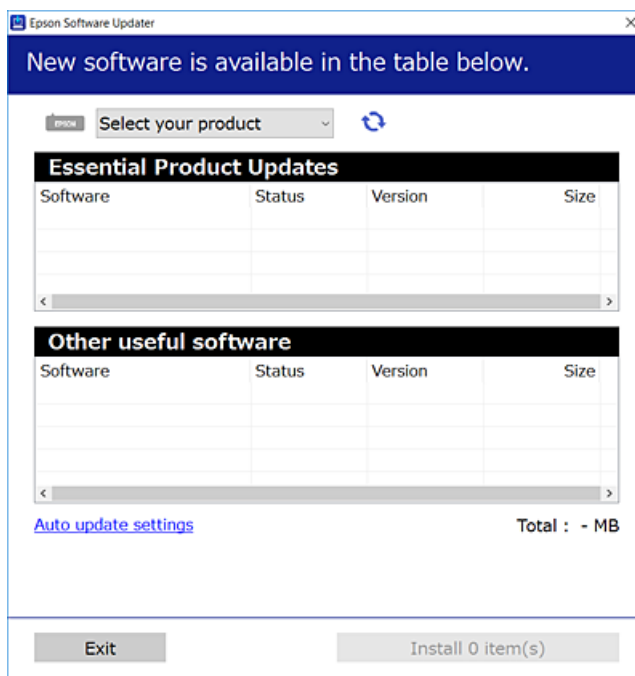 Epson Software Updater
New software is available in the table below.
EPSON Select your product
Essential Product Updates
Software Status Version Size
Other useful software
Software Status Version Size
Auto update settings Total : - MB
Exit Install 0 item(s)